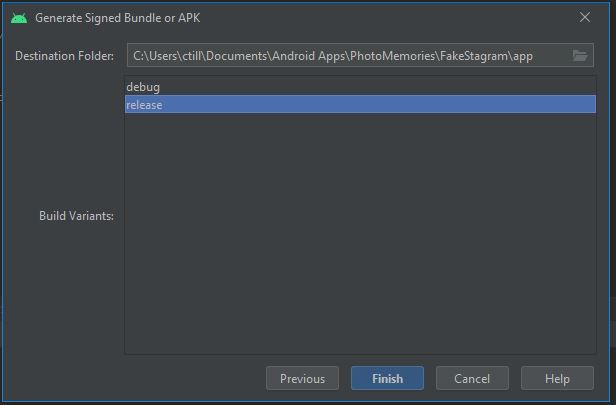 Generate Signed Bundle or APK
Destination Folder: C:\Users\ctill\Documents\Android Apps\PhotoMemories\FakeStagram\app
debug
release
Build Variants:
Previous Finish Cancel Help